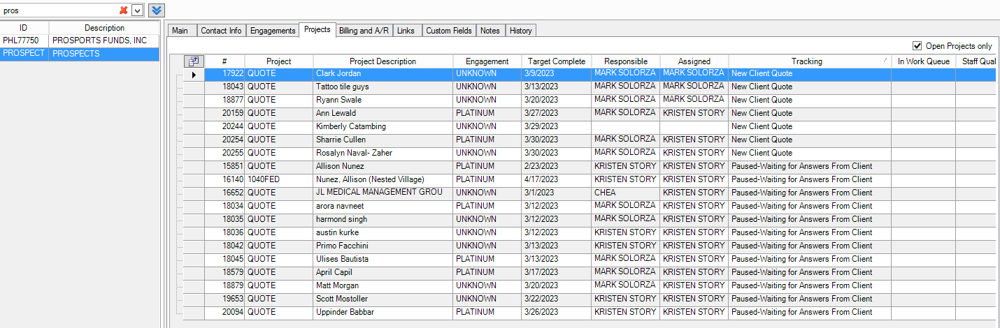 pros
ID Description
PHL77750 PROSPORTS FUNDS, INC
PROSPECT PROSPECTS
Main Contact Info Engagements Projects Billing and A/R Links Custom Fields Notes History
Open Projects only
# Project Project Description Engagement Target Complete Responsible Assigned Tracking In Work Queue Staff Qual
17922 QUOTE Clark Jordan UNKNOWN 3/9/2023 MARK SOLORZA MARK SOLORZA New Client Quote
18043 QUOTE Tattoo tile guys UNKNOWN 3/13/2023 MARK SOLORZA MARK SOLORZA New Client Quote
18877 QUOTE Ryann Swale UNKNOWN 3/20/2023 MARK SOLORZA MARK SOLORZA New Client Quote
20159 QUOTE Ann Lewald PLATINUM 3/27/2023 MARK SOLORZA KRISTEN STORY New Client Quote
20244 QUOTE Kimberly Catambing UNKNOWN 3/29/2023 New Client Quote
20254 QUOTE Sharrie Cullen PLATINUM 3/30/2023 MARK SOLORZA KRISTEN STORY New Client Quote
20255 QUOTE Rosalyn Naval- Zaher UNKNOWN 3/30/2023 MARK SOLORZA KRISTEN STORY New Client Quote
15851 QUOTE Allison Nunez PLATINUM 2/23/2023 KRISTEN STORY KRISTEN STORY Paused-Waiting for Answers From Client
16140 1040FED Nunez, Allison (Nested Village) PLATINUM 4/17/2023 KRISTEN STORY KRISTEN STORY Paused-Waiting for Answers From Client
16652 QUOTE JL MEDICAL MANAGEMENT GROU UNKNOWN 3/1/2023 CHEA KRISTEN STORY Paused-Waiting for Answers From Client
18034 QUOTE arora navneet PLATINUM 3/12/2023 MARK SOLORZA KRISTEN STORY Paused-Waiting for Answers From Client
18035 QUOTE harmond singh UNKNOWN 3/12/2023 MARK SOLORZA KRISTEN STORY Paused-Waiting for Answers From Client
18036 QUOTE austin kurke UNKNOWN 3/12/2023 KRISTEN STORY KRISTEN STORY Paused-Waiting for Answers From Client
18042 QUOTE Primo Facchini UNKNOWN 3/13/2023 KRISTEN STORY KRISTEN STORY Paused-Waiting for Answers From Client
18045 QUOTE Ulises Bautista PLATINUM 3/13/2023 MARK SOLORZA KRISTEN STORY Paused-Waiting for Answers From Client
18579 QUOTE April Capil PLATINUM 3/17/2023 MARK SOLORZA KRISTEN STORY Paused-Waiting for Answers From Client
18879 QUOTE Matt Morgan UNKNOWN 3/20/2023 MARK SOLORZA KRISTEN STORY Paused-Waiting for Answers From Client
19653 QUOTE Scott Mostoller UNKNOWN 3/22/2023 KRISTEN STORY KRISTEN STORY Paused-Waiting for Answers From Client
20094 QUOTE Uppinder Babbar PLATINUM 3/26/2023 KRISTEN STORY KRISTEN STORY Paused-Waiting for Answers From Client